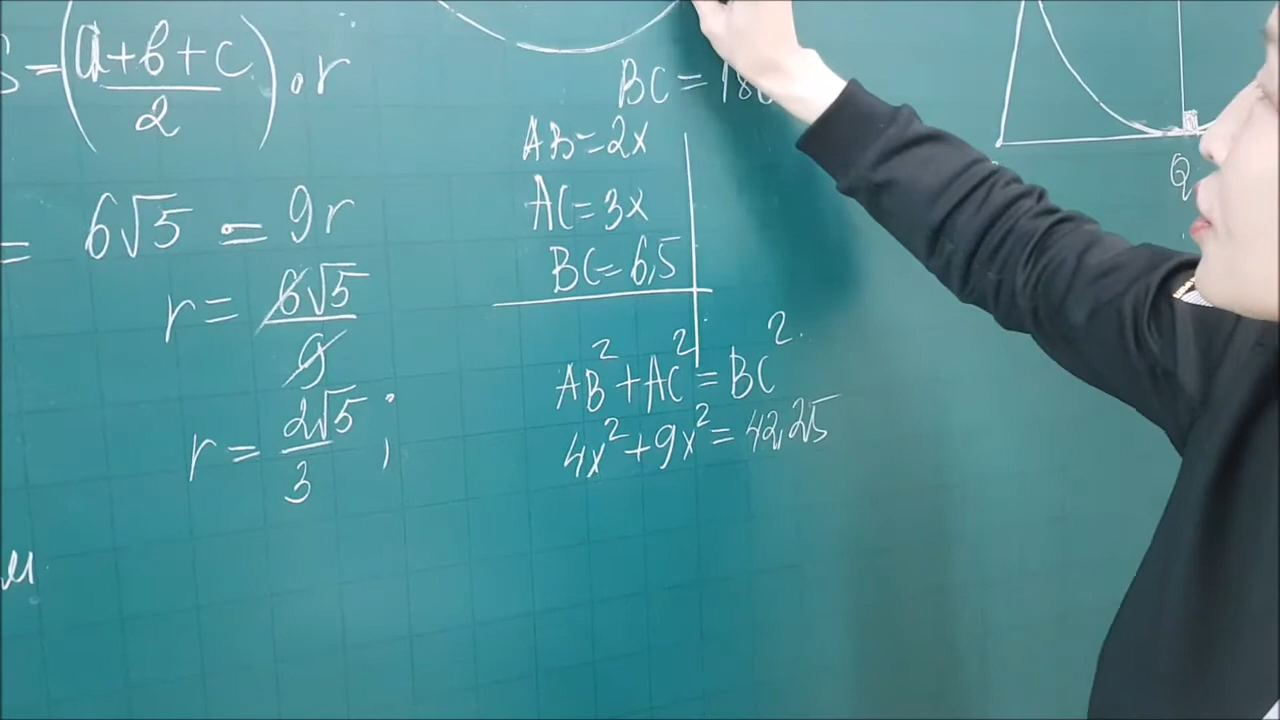 S=(a+b+c/2)·r
= 6√5 = 9r
r= 6√5/9
r= 2√5/3 ;
BC=18
AB=2x
AC=3x
BC=6,5
AB²+AC²=BC²
4x²+9x²=42,25
Q